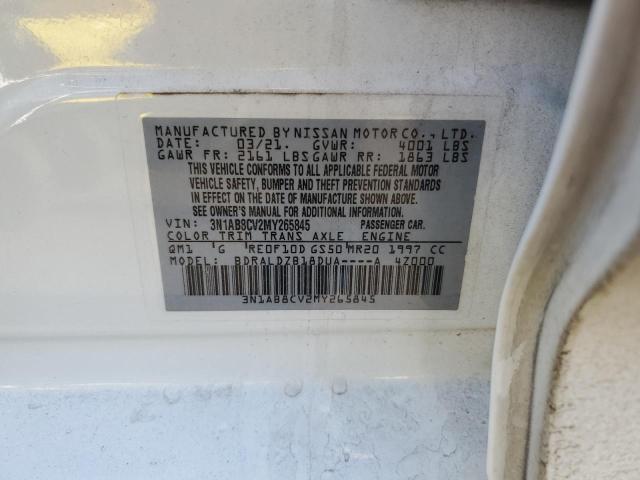 MANUFACTURED BY NISSAN MOTOR CO., LTD.
DATE: 03/21. GVWR: 4001 LBS
GAWR FR: 2161 LBS GAWR RR: 1863 LBS
THIS VEHICLE CONFORMS TO ALL APPLICABLE FEDERAL MOTOR
VEHICLE SAFETY, BUMPER AND THEFT PREVENTION STANDARDS
IN EFFECT ON THE DATE OF MANUFACTURE SHOWN ABOVE.
SEE OWNER'S MANUAL FOR ADDITIONAL INFORMATION.
VIN: 3N1AB8CV2MY265845 PASSENGER CAR.
COLOR TRIM TRANS AXLE ENGINE
QM1 G RE0F10D GS50 MR20 1997 CC
MODEL: BDRALDZB18DUA----A 4Z000
3N1AB8CV2MY265845